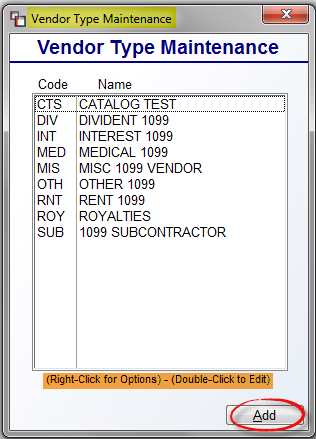 Vendor Type Maintenance
Vendor Type Maintenance
Code Name
CTS CATALOG TEST
DIV DIVIDENT 1099
INT INTEREST 1099
MED MEDICAL 1099
MIS MISC 1099 VENDOR
OTH OTHER 1099
RNT RENT 1099
ROY ROYALTIES
SUB 1099 SUBCONTRACTOR
(Right-Click for Options) - (Double-Click to Edit)
Add